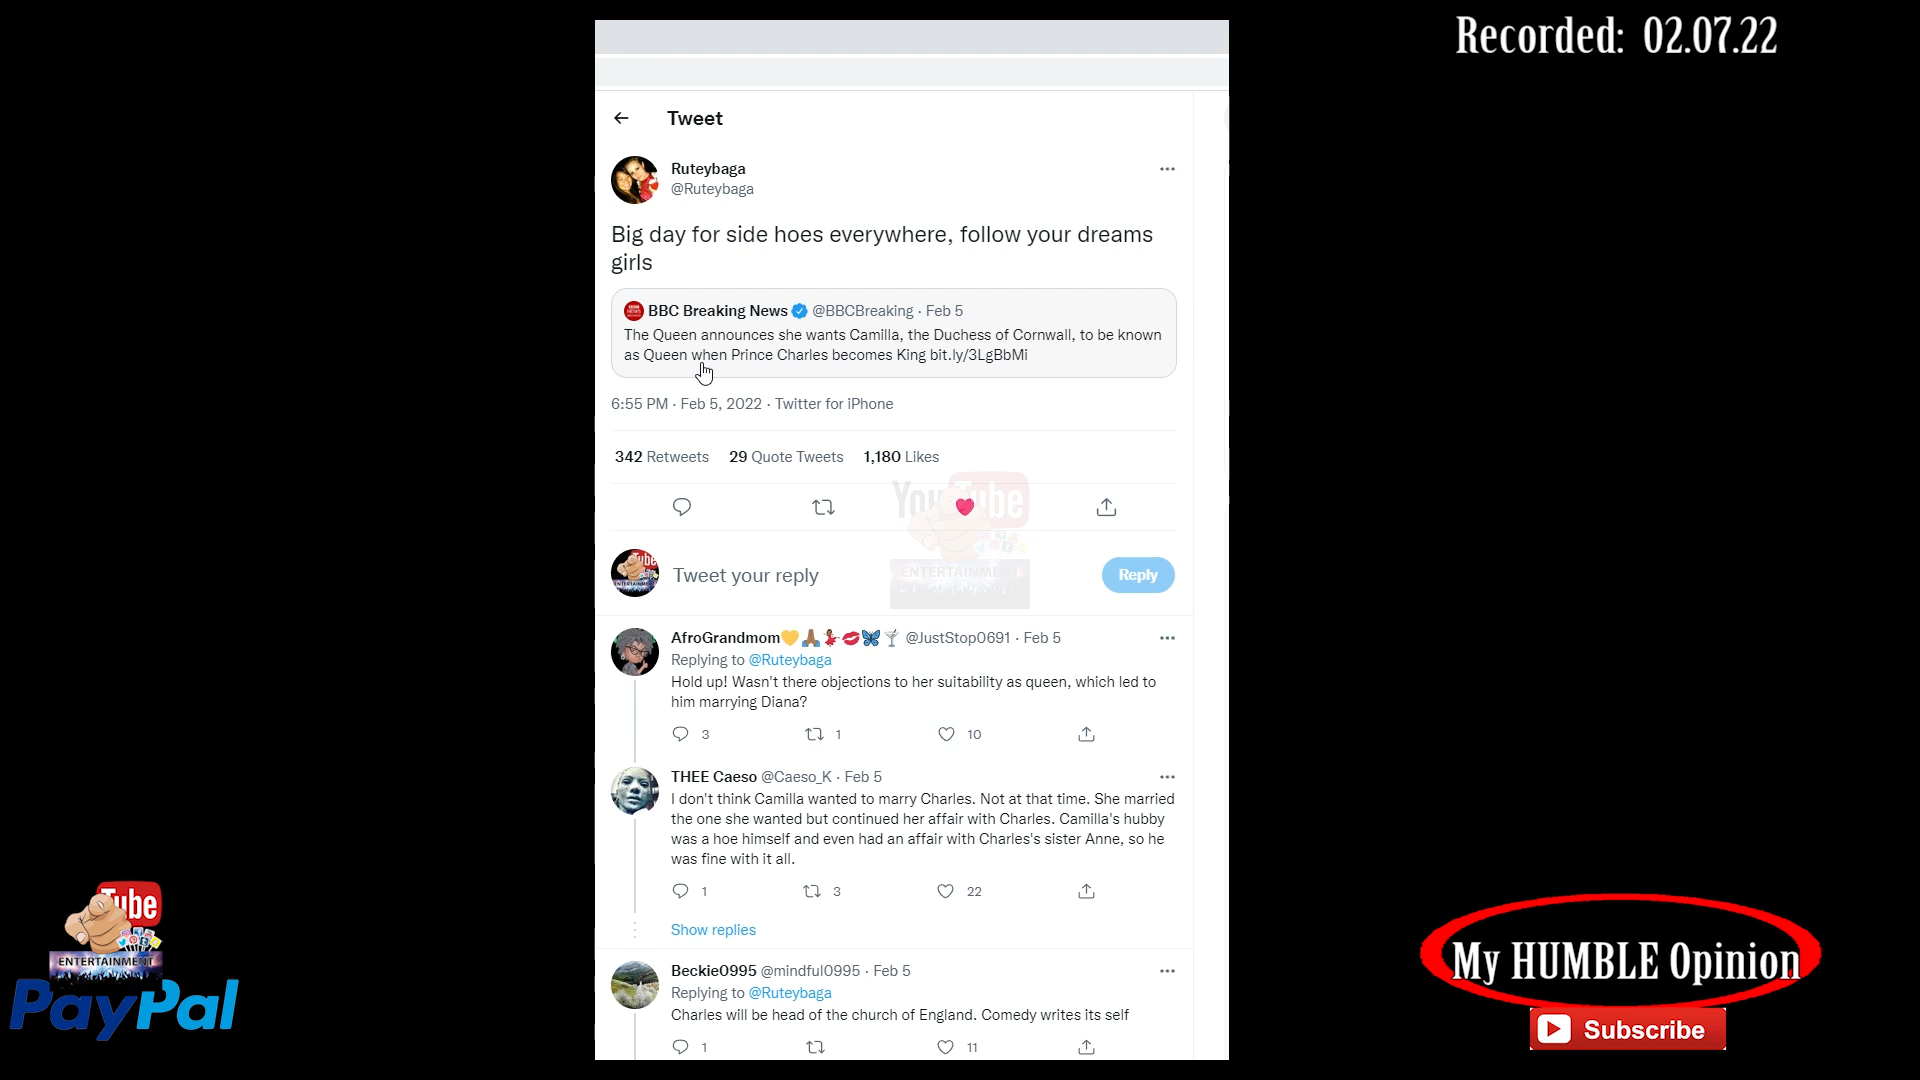 Recorded: 02.07.22
Tweet
Ruteybaga
@Ruteybaga
Big day for side hoes everywhere, follow your dreams
girls
BBC Breaking News @BBCBreaking · Feb 5
The Queen announces she wants Camilla, the Duchess of Cornwall, to be known
as Queen when Prince Charles becomes King bit.ly/3LgBbMi
6:55 PM · Feb 5, 2022 · Twitter for iPhone
342 Retweets 29 Quote Tweets 1,180 Likes
YouTube
ENTERTAINMENT
Tweet your reply
Reply
AfroGrandmom💛🙏🏾💃🏾💋🦋🍸 @JustStop0691 · Feb 5
Replying to @Ruteybaga
Hold up! Wasn't there objections to her suitability as queen, which led to
him marrying Diana?
3 1 10
THEE Caeso @Caeso_K · Feb 5
I don't think Camilla wanted to marry Charles. Not at that time. She married
the one she wanted but continued her affair with Charles. Camilla's hubby
was a hoe himself and even had an affair with Charles's sister Anne, so he
was fine with it all.
1 3 22
Show replies
Beckie0995 @mindful0995 · Feb 5
Replying to @Ruteybaga
Charles will be head of the church of England. Comedy writes its self
1 11
Tube
ENTERTAINMENT
PayPal
My HUMBLE Opinion
Subscribe